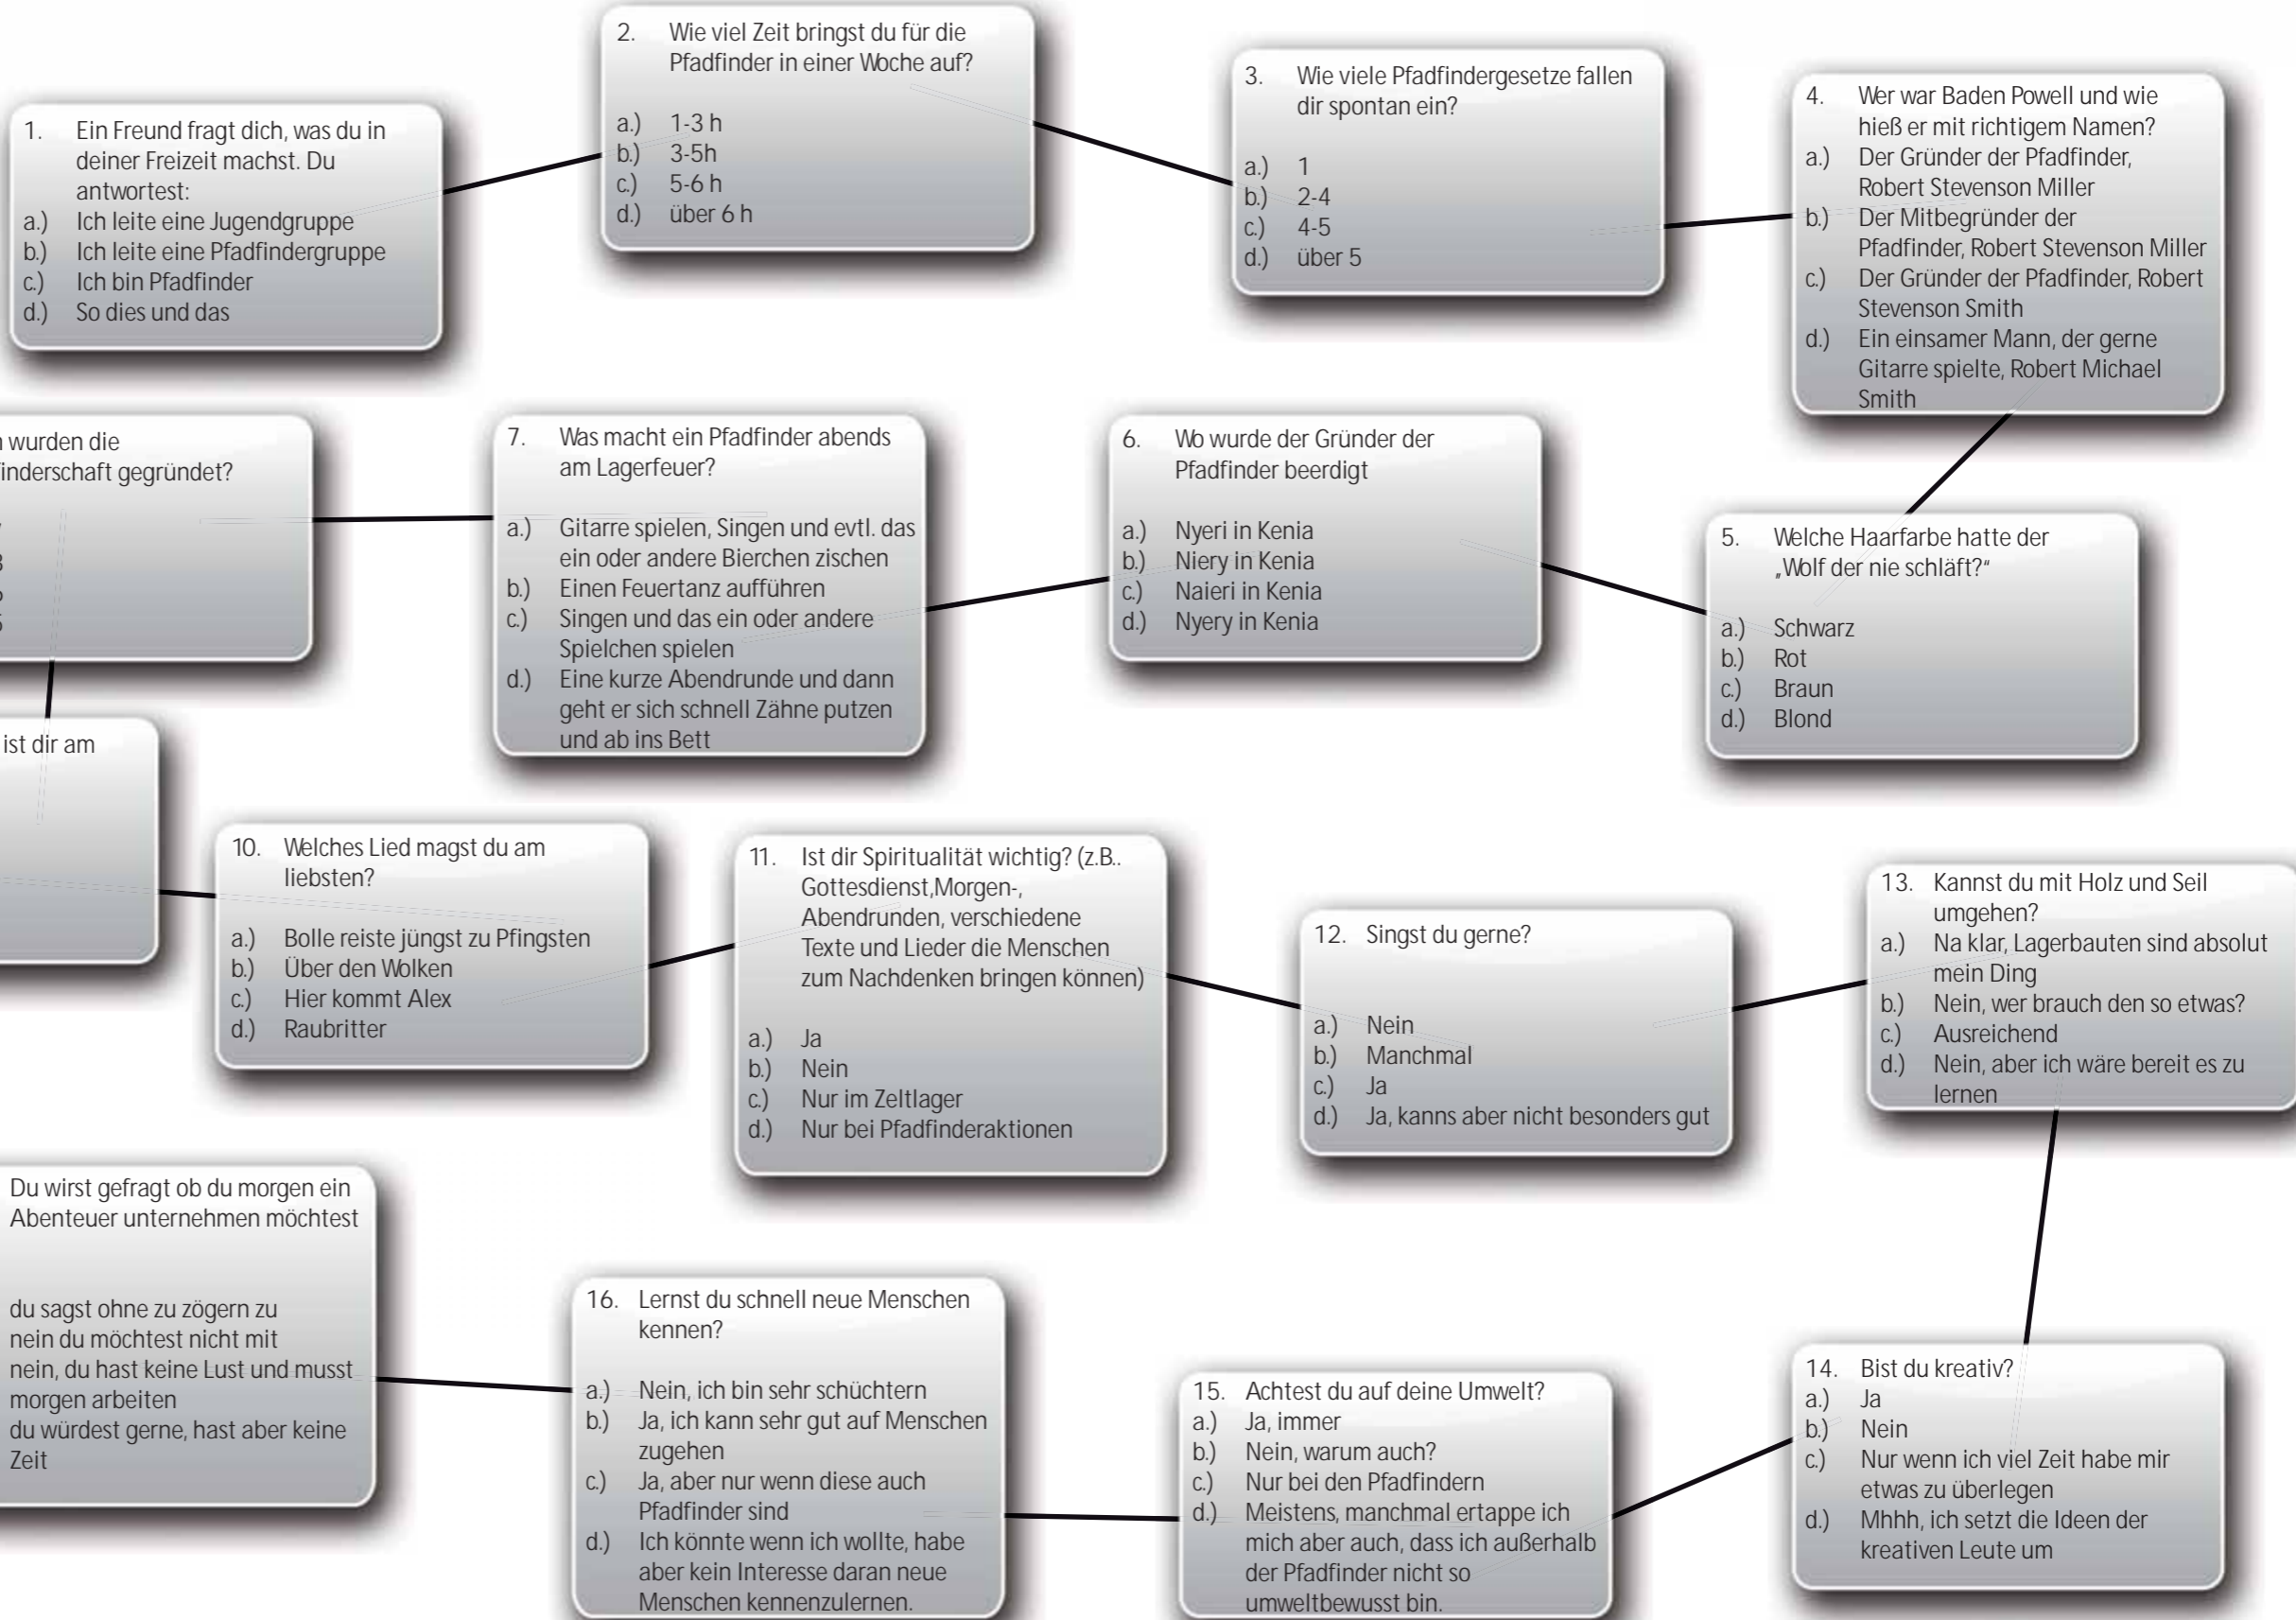 1. Ein Freund fragt dich, was du in
deiner Freizeit machst. Du
antwortest:
a.) Ich leite eine Jugendgruppe
b.) Ich leite eine Pfadfindergruppe
c.) Ich bin Pfadfinder
d.) So dies und das
2. Wie viel Zeit bringst du für die
Pfadfinder in einer Woche auf?
a.) 1-3 h
b.) 3-5h
c.) 5-6 h
d.) über 6 h
3. Wie viele Pfadfindergesetze fallen
dir spontan ein?
a.) 1
b.) 2-4
c.) 4-5
d.) über 5
4. Wer war Baden Powell und wie
hieß er mit richtigem Namen?
a.) Der Gründer der Pfadfinder,
Robert Stevenson Miller
b.) Der Mitbegründer der
Pfadfinder, Robert Stevenson Miller
c.) Der Gründer der Pfadfinder, Robert
Stevenson Smith
d.) Ein einsamer Mann, der gerne
Gitarre spielte, Robert Michael
Smith
5. Welche Haarfarbe hatte der
„Wolf der nie schläft?“
a.) Schwarz
b.) Rot
c.) Braun
d.) Blond
6. Wo wurde der Gründer der
Pfadfinder beerdigt
a.) Nyeri in Kenia
b.) Niery in Kenia
c.) Naieri in Kenia
d.) Nyery in Kenia
7. Was macht ein Pfadfinder abends
am Lagerfeuer?
a.) Gitarre spielen, Singen und evtl. das
ein oder andere Bierchen zischen
b.) Einen Feuertanz aufführen
c.) Singen und das ein oder andere
Spielchen spielen
d.) Eine kurze Abendrunde und dann
geht er sich schnell Zähne putzen
und ab ins Bett
wurden die
inderschaft gegründet?
ist dir am
10. Welches Lied magst du am
liebsten?
a.) Bolle reiste jüngst zu Pfingsten
b.) Über den Wolken
c.) Hier kommt Alex
d.) Raubritter
11. Ist dir Spiritualität wichtig? (z.B..
Gottesdienst,Morgen-,
Abendrunden, verschiedene
Texte und Lieder die Menschen
zum Nachdenken bringen können)
a.) Ja
b.) Nein
c.) Nur im Zeltlager
d.) Nur bei Pfadfinderaktionen
12. Singst du gerne?
a.) Nein
b.) Manchmal
c.) Ja
d.) Ja, kanns aber nicht besonders gut
13. Kannst du mit Holz und Seil
umgehen?
a.) Na klar, Lagerbauten sind absolut
mein Ding
b.) Nein, wer brauch den so etwas?
c.) Ausreichend
d.) Nein, aber ich wäre bereit es zu
lernen
14. Bist du kreativ?
a.) Ja
b.) Nein
c.) Nur wenn ich viel Zeit habe mir
etwas zu überlegen
d.) Mhhh, ich setzt die Ideen der
kreativen Leute um
15. Achtest du auf deine Umwelt?
a.) Ja, immer
b.) Nein, warum auch?
c.) Nur bei den Pfadfindern
d.) Meistens, manchmal ertappe ich
mich aber auch, dass ich außerhalb
der Pfadfinder nicht so
umweltbewusst bin.
16. Lernst du schnell neue Menschen
kennen?
a.) Nein, ich bin sehr schüchtern
b.) Ja, ich kann sehr gut auf Menschen
zugehen
c.) Ja, aber nur wenn diese auch
Pfadfinder sind
d.) Ich könnte wenn ich wollte, habe
aber kein Interesse daran neue
Menschen kennenzulernen.
Du wirst gefragt ob du morgen ein
Abenteuer unternehmen möchtest
du sagst ohne zu zögern zu
nein du möchtest nicht mit
nein, du hast keine Lust und musst
morgen arbeiten
du würdest gerne, hast aber keine
Zeit